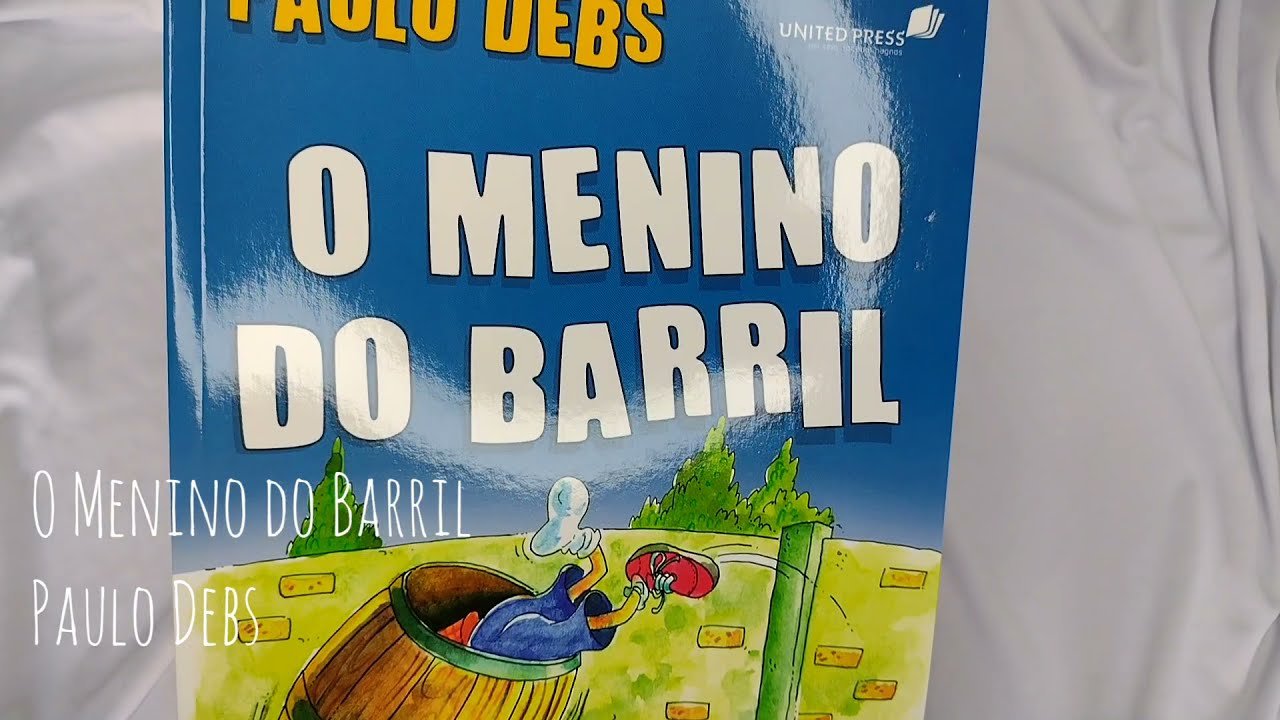 PAULO DEBS
UNITED PRESS
O MENINO
DO BARRIL
O Menino do Barril
Paulo Debs